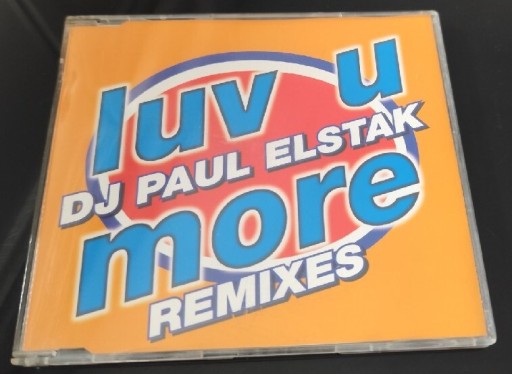 luv u
DJ PAUL ELSTAK
more
REMIXES